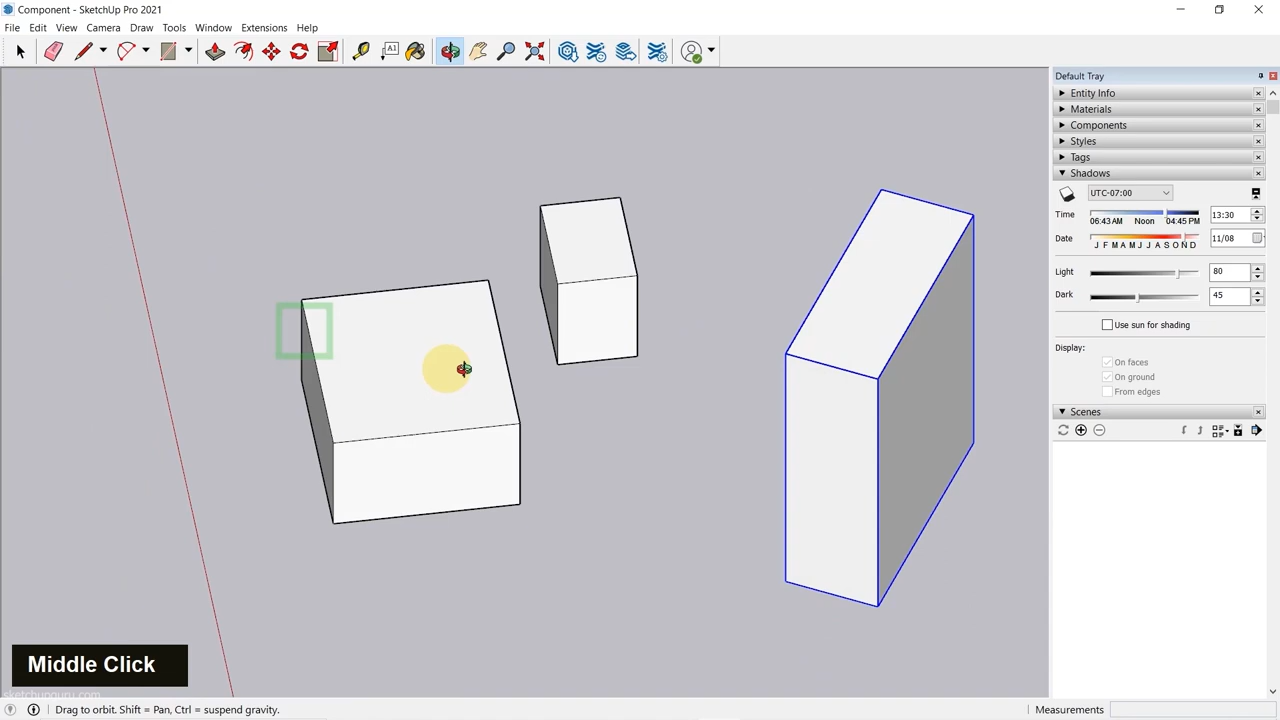 Component - SketchUp Pro 2021
File Edit View Camera Draw Tools Window Extensions Help
A1
Default Tray
Entity Info
Materials
Components
Styles
Tags
Shadows
UTC-07:00
Time 13:30
06:43 AM Noon 04:45 PM
Date 11/08
J F M A M J J A S O N D
Light 80
Dark 45
Use sun for shading
Display:
On faces
On ground
From edges
Scenes
Middle Click
sketchupguru.com
Drag to orbit. Shift = Pan, Ctrl = suspend gravity.
Measurements